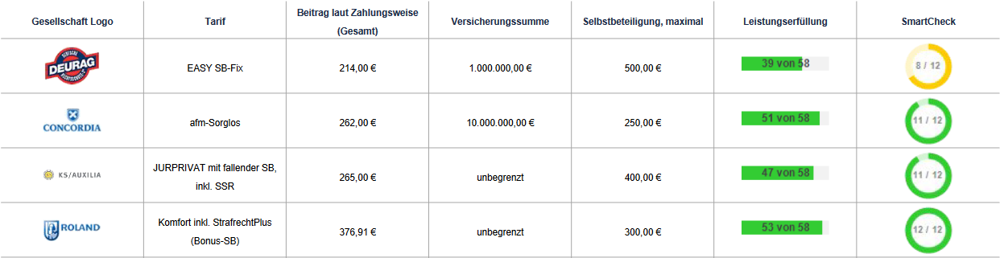 Gesellschaft Logo
Tarif
Beitrag laut Zahlungsweise
(Gesamt)
Versicherungssumme
Selbstbeteiligung, maximal
Leistungserfüllung
SmartCheck
DEURAG
EASY SB-Fix
214,00 €
1.000.000,00 €
500,00 €
39 von 58
8 / 12
CONCORDIA
afm-Sorglos
262,00 €
10.000.000,00 €
250,00 €
51 von 58
11 / 12
KS/AUXILIA
JURPRIVAT mit fallender SB,
inkl. SSR
265,00 €
unbegrenzt
400,00 €
47 von 58
11 / 12
ROLAND
Komfort inkl. StrafrechtPlus
(Bonus-SB)
376,91 €
unbegrenzt
300,00 €
53 von 58
12 / 12